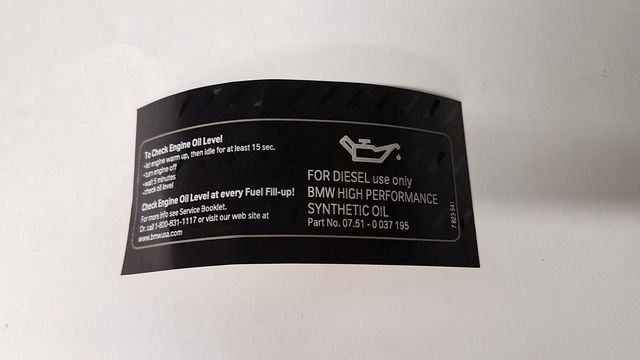 To Check Engine Oil Level
-let engine warm up, then idle for at least 15 sec.
-turn engine off
-wait 5 minutes
-check oil level
Check Engine Oil Level at every Fuel Fill-up!
For more info see Service Booklet.
Or, call 1-800-831-1117 or visit our web site at
www.bmwusa.com
FOR DIESEL use only
BMW HIGH PERFORMANCE
SYNTHETIC OIL
Part No. 07.51 - 0 037 195
7 823 541